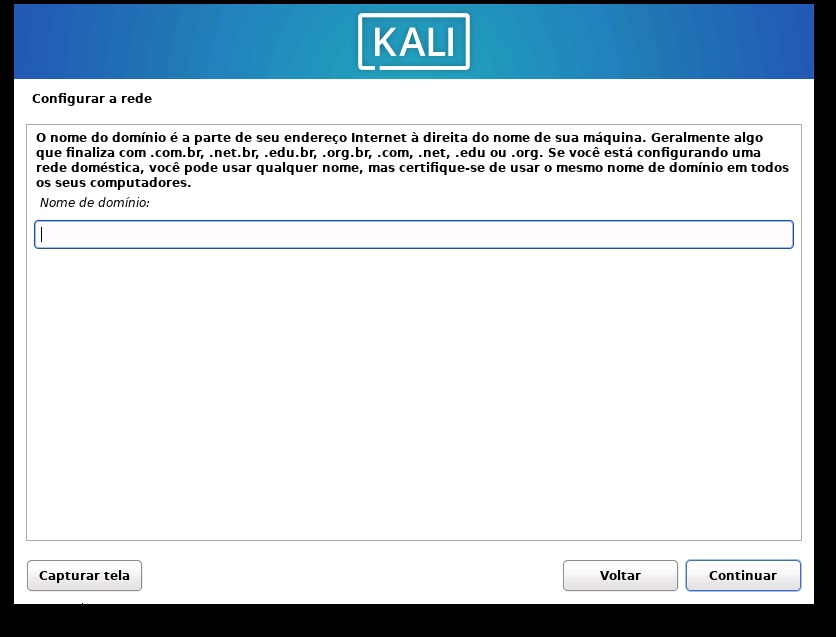 KALI
Configurar a rede
O nome do domínio é a parte de seu endereço Internet à direita do nome de sua máquina. Geralmente algo
que finaliza com .com.br, .net.br, .edu.br, .org.br, .com, .net, .edu ou .org. Se você está configurando uma
rede doméstica, você pode usar qualquer nome, mas certifique-se de usar o mesmo nome de domínio em todos
os seus computadores.
Nome de domínio:
Capturar tela
Voltar
Continuar